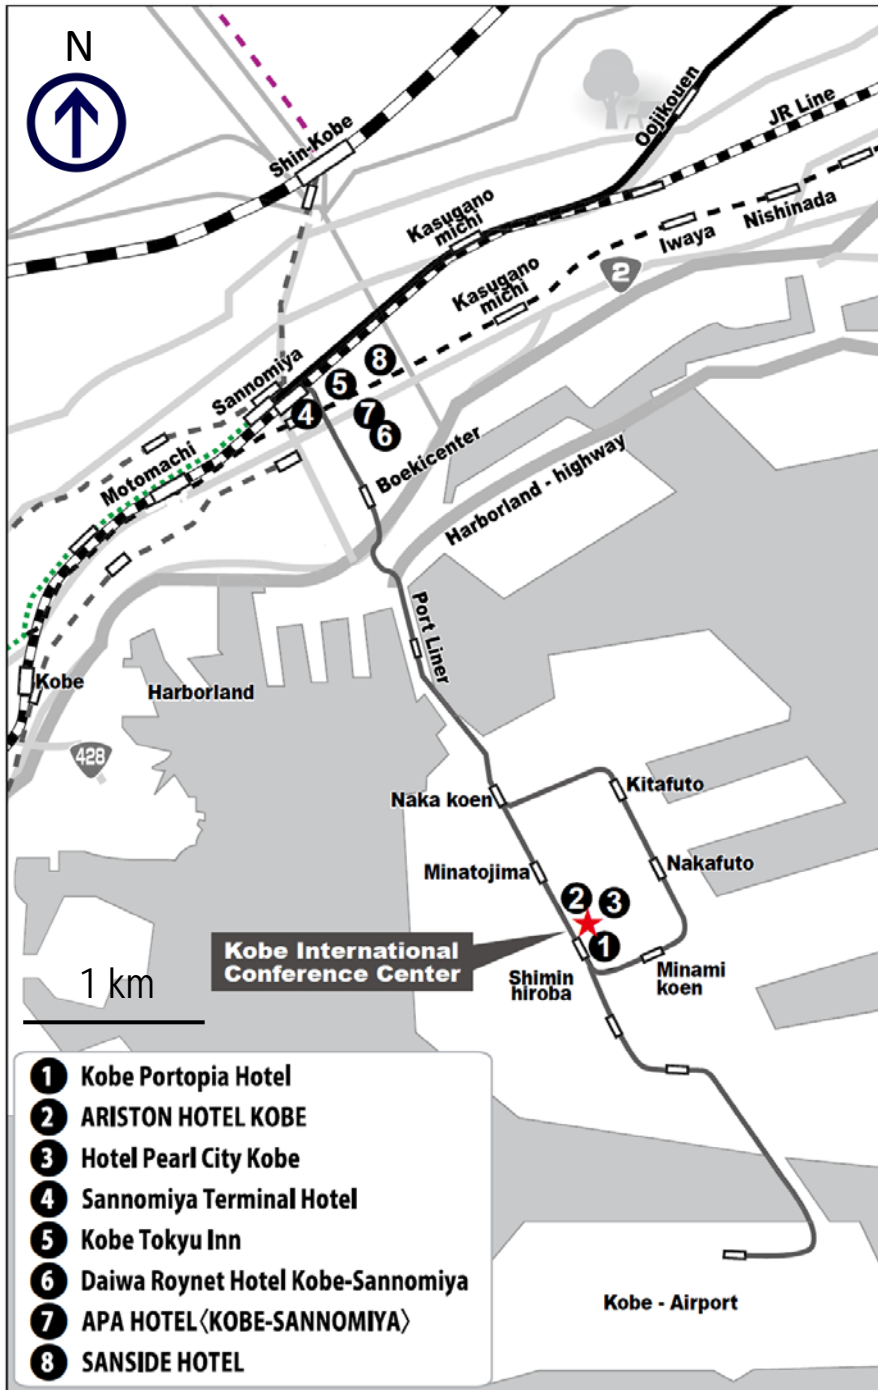 N
Shin-Kobe
Oojikouen
JR Line
Kasugano
michi
Iwaya
Nishinada
Kasugano
michi
2
Sannomiya
8
5
4
7
6
Motomachi
Boekicenter
Harborland - highway
Port Liner
Kobe
Harborland
428
Naka koen
Kitafuto
Minatojima
Nakafuto
2
3
1
Kobe International
Conference Center
Shimin
hiroba
Minami
koen
1 km
1 Kobe Portopia Hotel
2 ARISTON HOTEL KOBE
3 Hotel Pearl City Kobe
4 Sannomiya Terminal Hotel
5 Kobe Tokyu Inn
6 Daiwa Roynet Hotel Kobe-Sannomiya
7 APA HOTEL〈KOBE-SANNOMIYA〉
8 SANSIDE HOTEL
Kobe - Airport